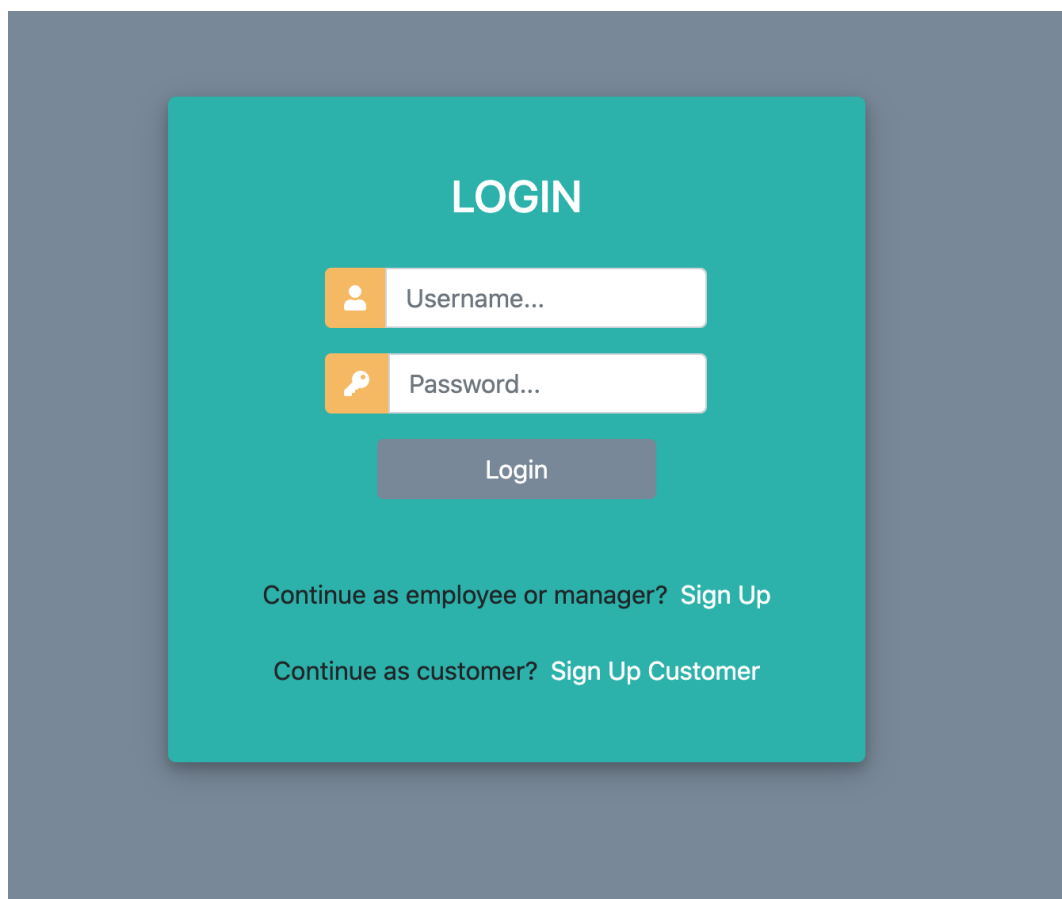 LOGIN
Username...
Password...
Login
Continue as employee or manager? Sign Up
Continue as customer? Sign Up Customer